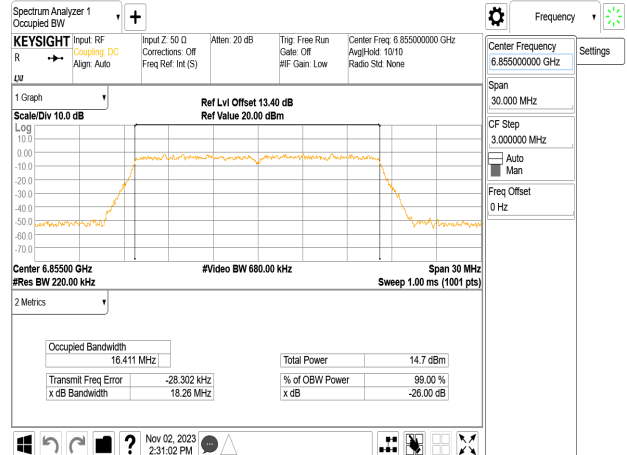 Spectrum Analyzer 1
Occupied BW
▼
+
Frequency ▼
KEYSIGHT
R
Input: RF
Coupling: DC
Align: Auto
Input Z: 50 Ω
Corrections: Off
Freq Ref: Int (S)
Atten: 20 dB
Trig: Free Run
Gate: Off
#IF Gain: Low
Center Freq: 6.855000000 GHz
Avg|Hold: 10/10
Radio Std: None
Center Frequency
6.855000000 GHz
Settings
Span
30.000 MHz
CF Step
3.000000 MHz
Auto
Man
Freq Offset
0 Hz
1 Graph ▼
Scale/Div 10.0 dB
Ref Lvl Offset 13.40 dB
Ref Value 20.00 dBm
Log
10.0
0.00
-10.0
-20.0
-30.0
-40.0
-50.0
-60.0
-70.0
Center 6.85500 GHz
#Video BW 680.00 kHz
Span 30 MHz
#Res BW 220.00 kHz
Sweep 1.00 ms (1001 pts)
2 Metrics ▼
Occupied Bandwidth
16.411 MHz
Total Power 14.7 dBm
Transmit Freq Error -28.302 kHz
% of OBW Power 99.00 %
x dB Bandwidth 18.26 MHz
x dB -26.00 dB
?
Nov 02, 2023
2:31:02 PM